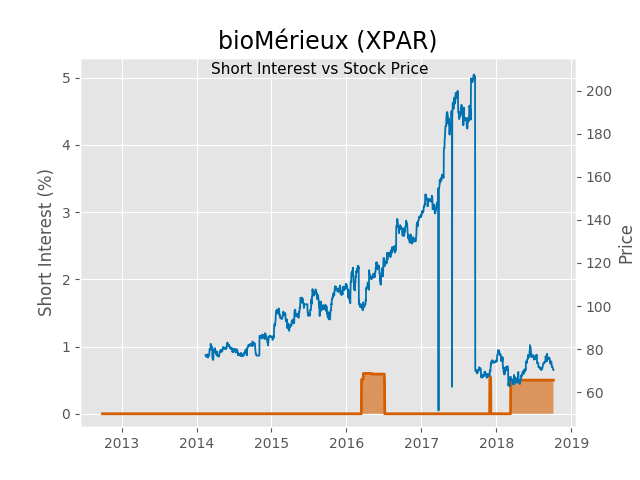 bioMérieux (XPAR)
Short Interest vs Stock Price
Short Interest (%)
5
4
3
2
1
0
200
180
160
140
120
100
80
60
Price
2013 2014 2015 2016 2017 2018 2019